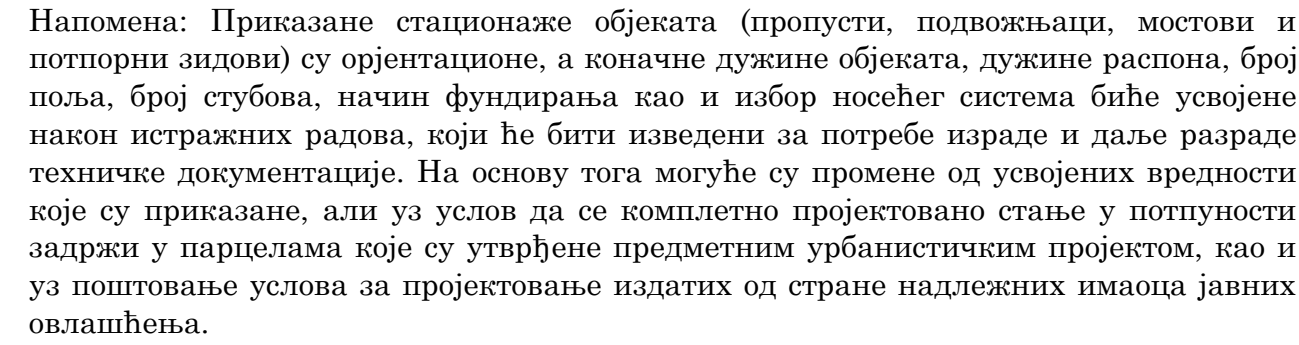 Напомена: Приказане стационаже објеката (пропусти, подвожњаци, мостови и
потпорни зидови) су орјентационе, а коначне дужине објеката, дужине распона, број
поља, број стубова, начин фундирања као и избор носећег система биће усвојене
након истражних радова, који ће бити изведени за потребе израде и даље разраде
техничке документације. На основу тога могуће су промене од усвојених вредности
које су приказане, али уз услов да се комплетно пројектовано стање у потпуности
задржи у парцелама које су утврђене предметним урбанистичким пројектом, као и
уз поштовање услова за пројектовање издатих од стране надлежних имаоца јавних
овлашћења.